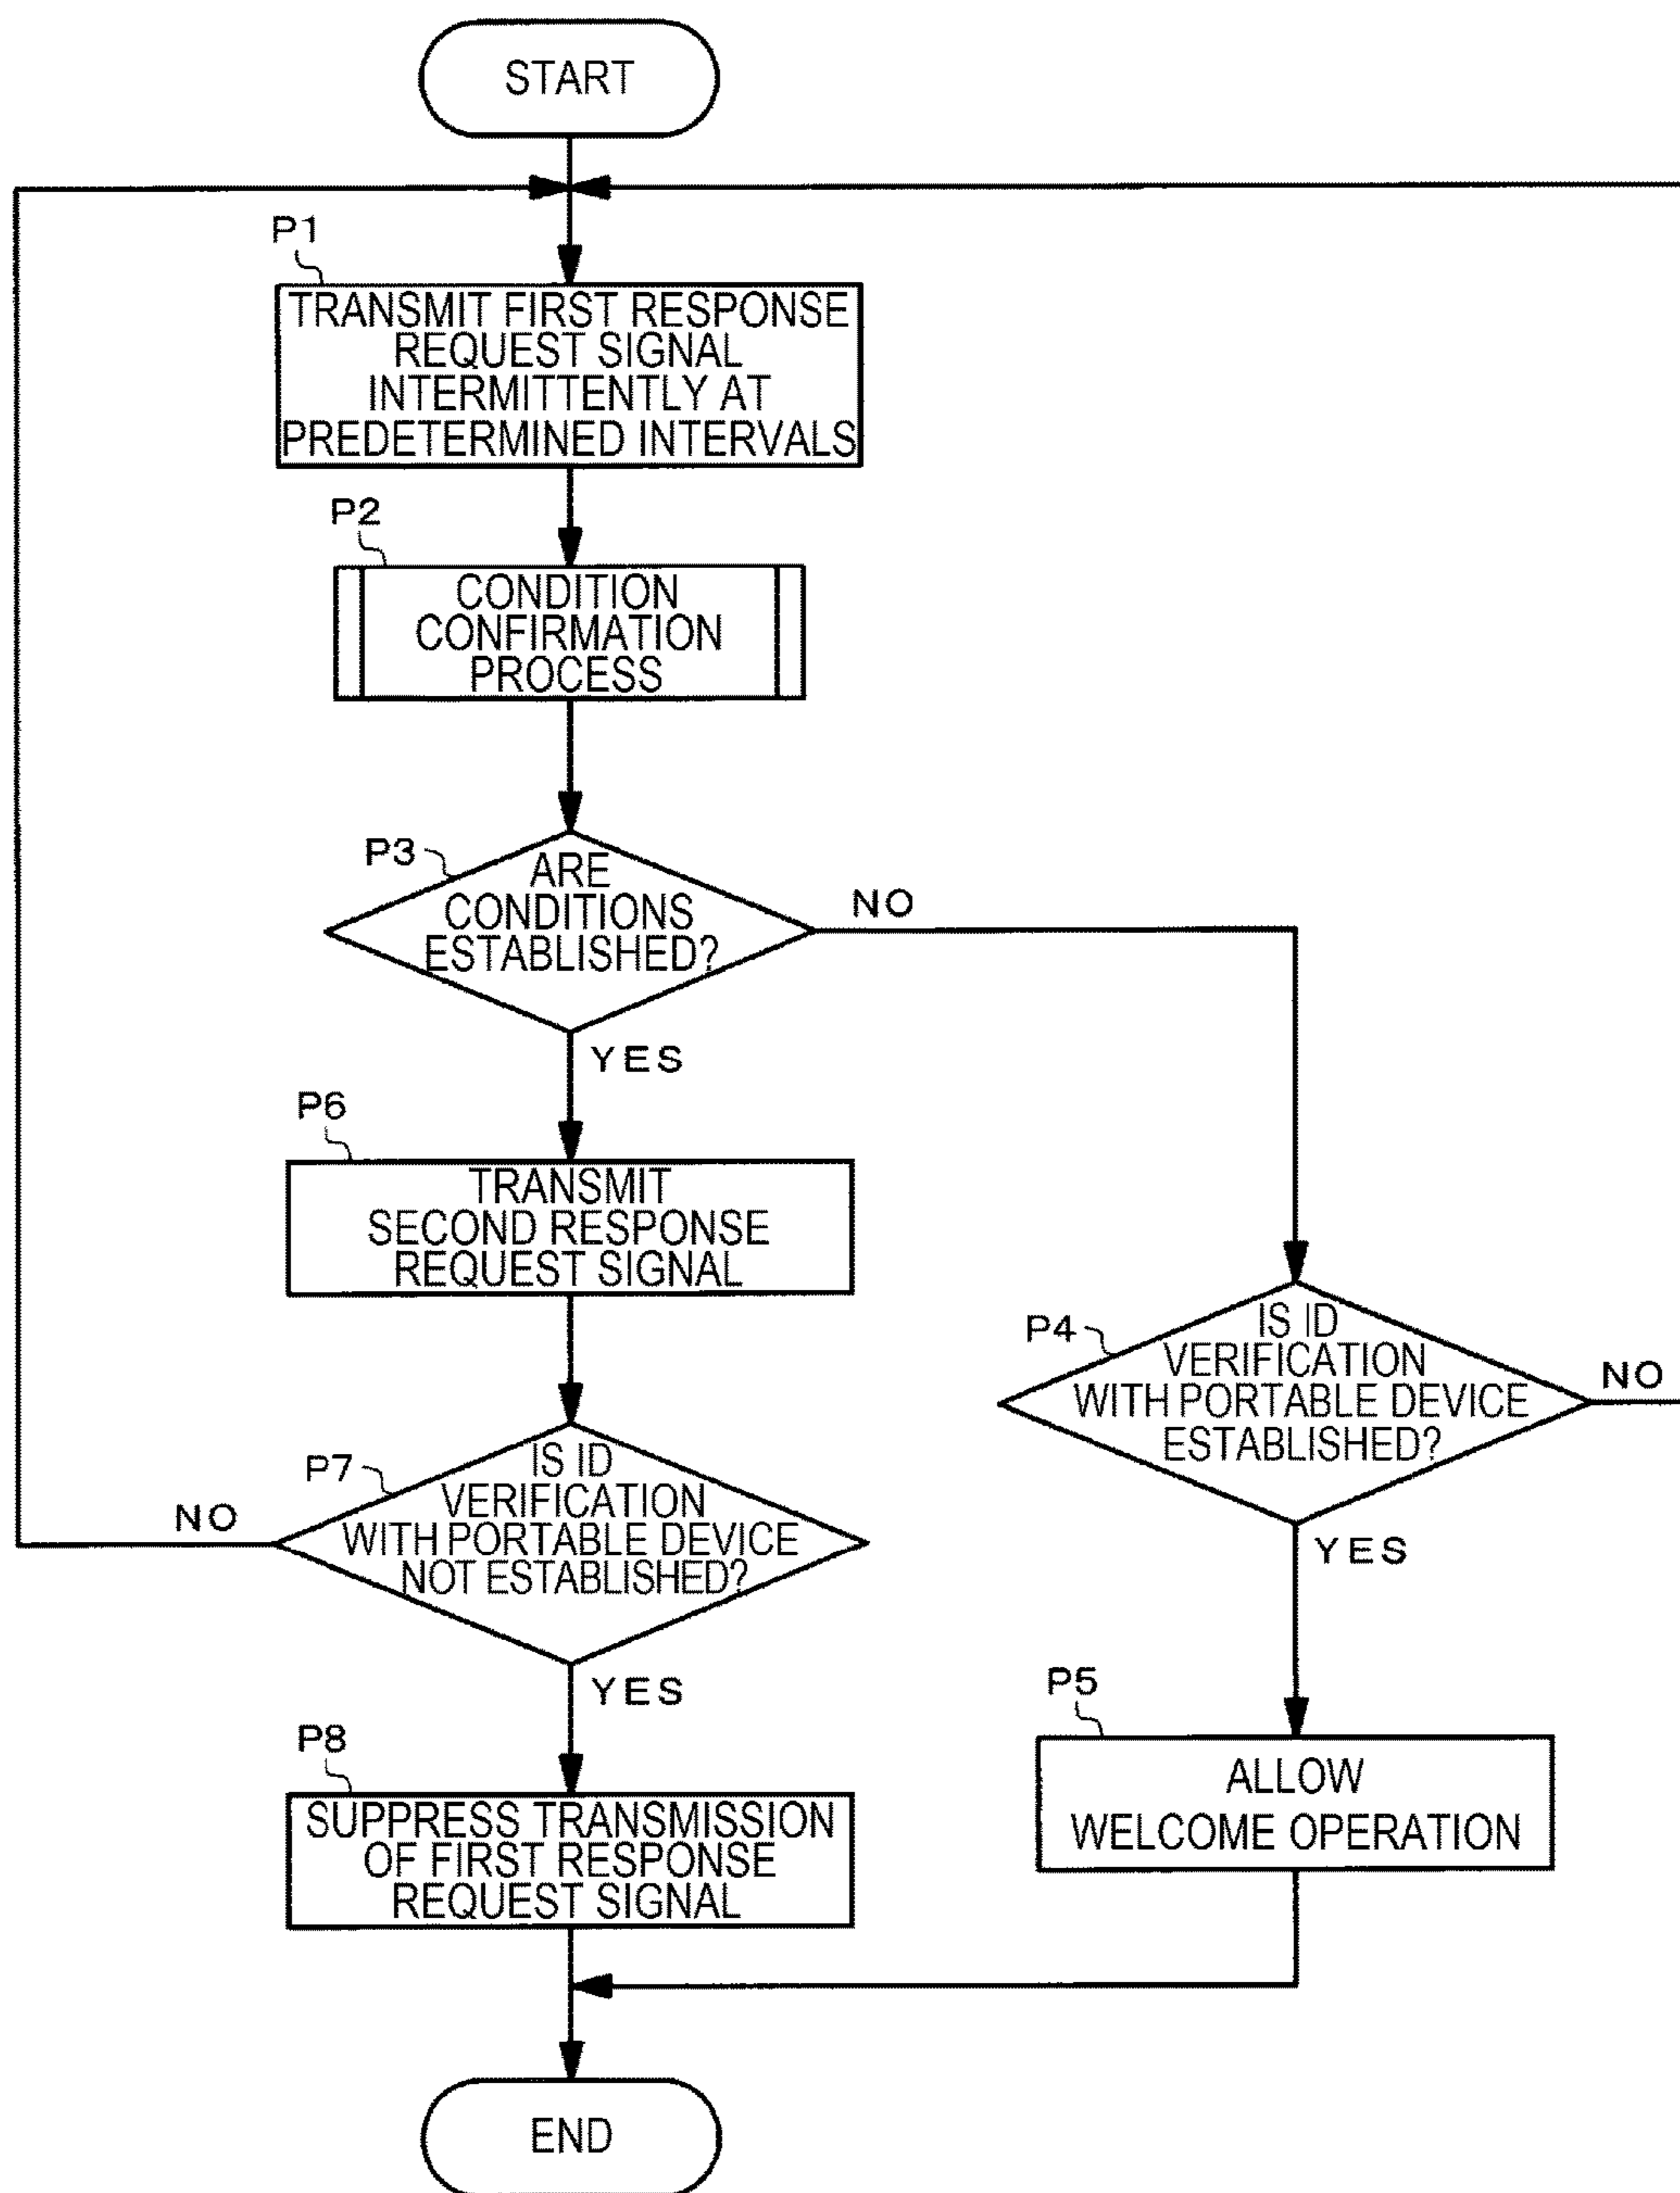 START
P1
TRANSMIT FIRST RESPONSE
REQUEST SIGNAL
INTERMITTENTLY AT
PREDETERMINED INTERVALS
P2
CONDITION
CONFIRMATION
PROCESS
P3
ARE
CONDITIONS
ESTABLISHED?
NO
YES
P6
TRANSMIT
SECOND RESPONSE
REQUEST SIGNAL
P4
IS ID
VERIFICATION
WITH PORTABLE DEVICE
ESTABLISHED?
NO
YES
P7
IS ID
VERIFICATION
WITH PORTABLE DEVICE
NOT ESTABLISHED?
NO
YES
P5
ALLOW
WELCOME OPERATION
P8
SUPPRESS TRANSMISSION
OF FIRST RESPONSE
REQUEST SIGNAL
END